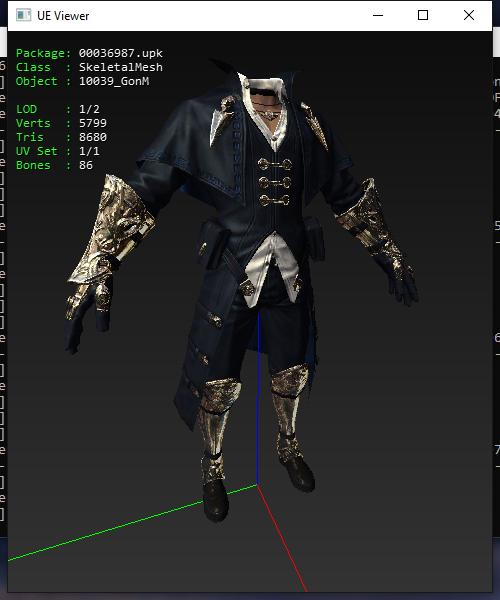 UE Viewer
Package: 00036987.upk
Class : SkeletalMesh
Object : 10039_GonM
LOD : 1/2
Verts : 5799
Tris : 8680
UV Set : 1/1
Bones : 86